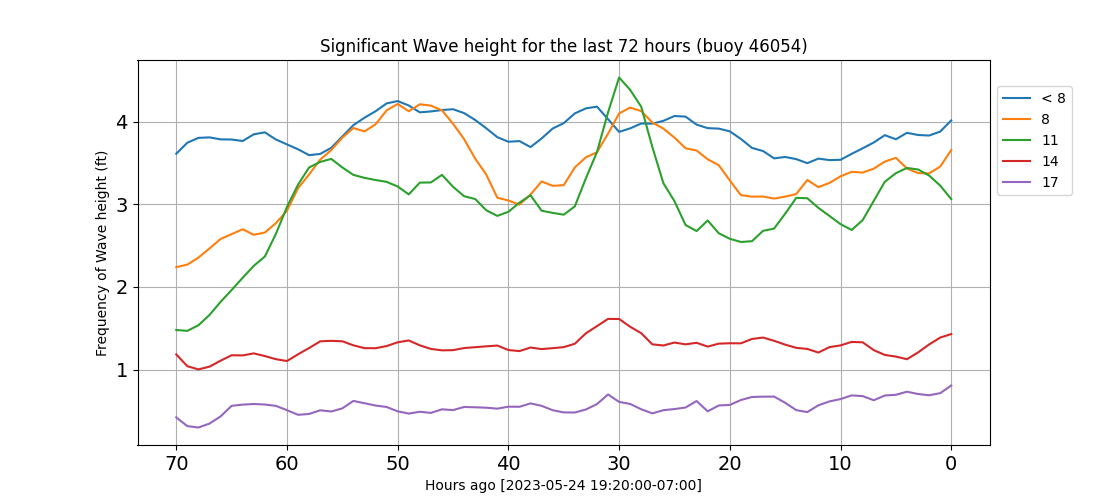 Significant Wave height for the last 72 hours (buoy 46054)
Frequency of Wave height (ft)
4
3
2
1
70 60 50 40 30 20 10 0
Hours ago [2023-05-24 19:20:00-07:00]
< 8
8
11
14
17